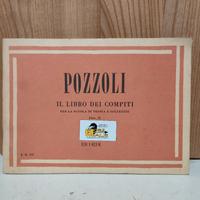 POZZOLI
IL LIBRO DEI COMPITI
PER LA SCUOLA DI TEORIA E SOLFEGGIO
RICORDI